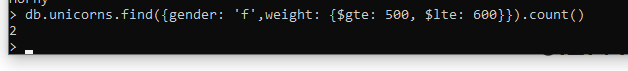 > db.unicorns.find({gender: 'f',weight: {$gte: 500, $lte: 600}}).count()
2
>